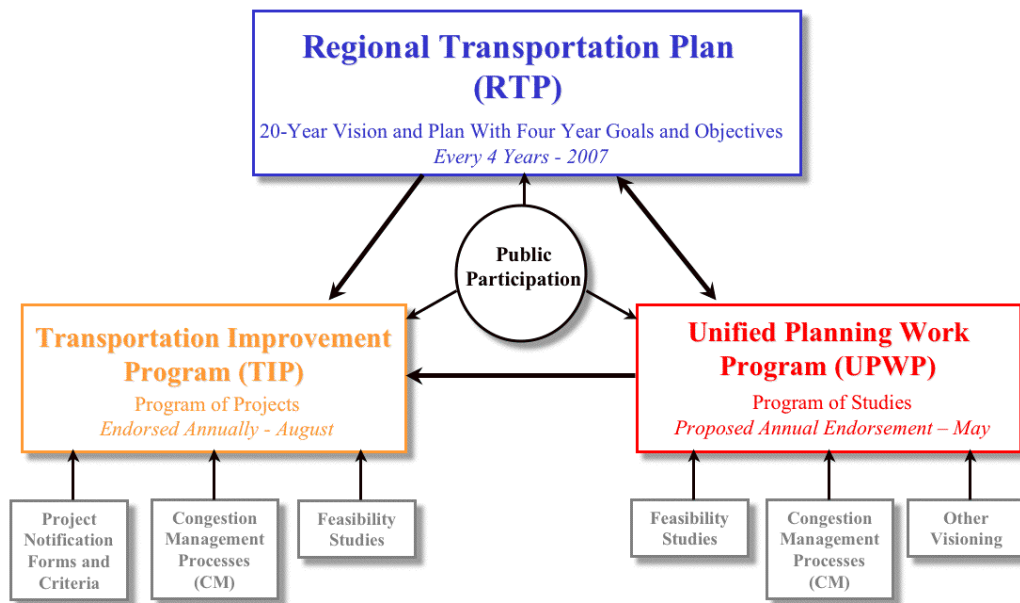 Regional Transportation Plan
(RTP)
20-Year Vision and Plan With Four Year Goals and Objectives
Every 4 Years - 2007
Public
Participation
Transportation Improvement
Program (TIP)
Program of Projects
Endorsed Annually - August
Unified Planning Work
Program (UPWP)
Program of Studies
Proposed Annual Endorsement – May
Project
Notification
Forms and
Criteria
Congestion
Management
Processes
(CM)
Feasibility
Studies
Feasibility
Studies
Congestion
Management
Processes
(CM)
Other
Visioning